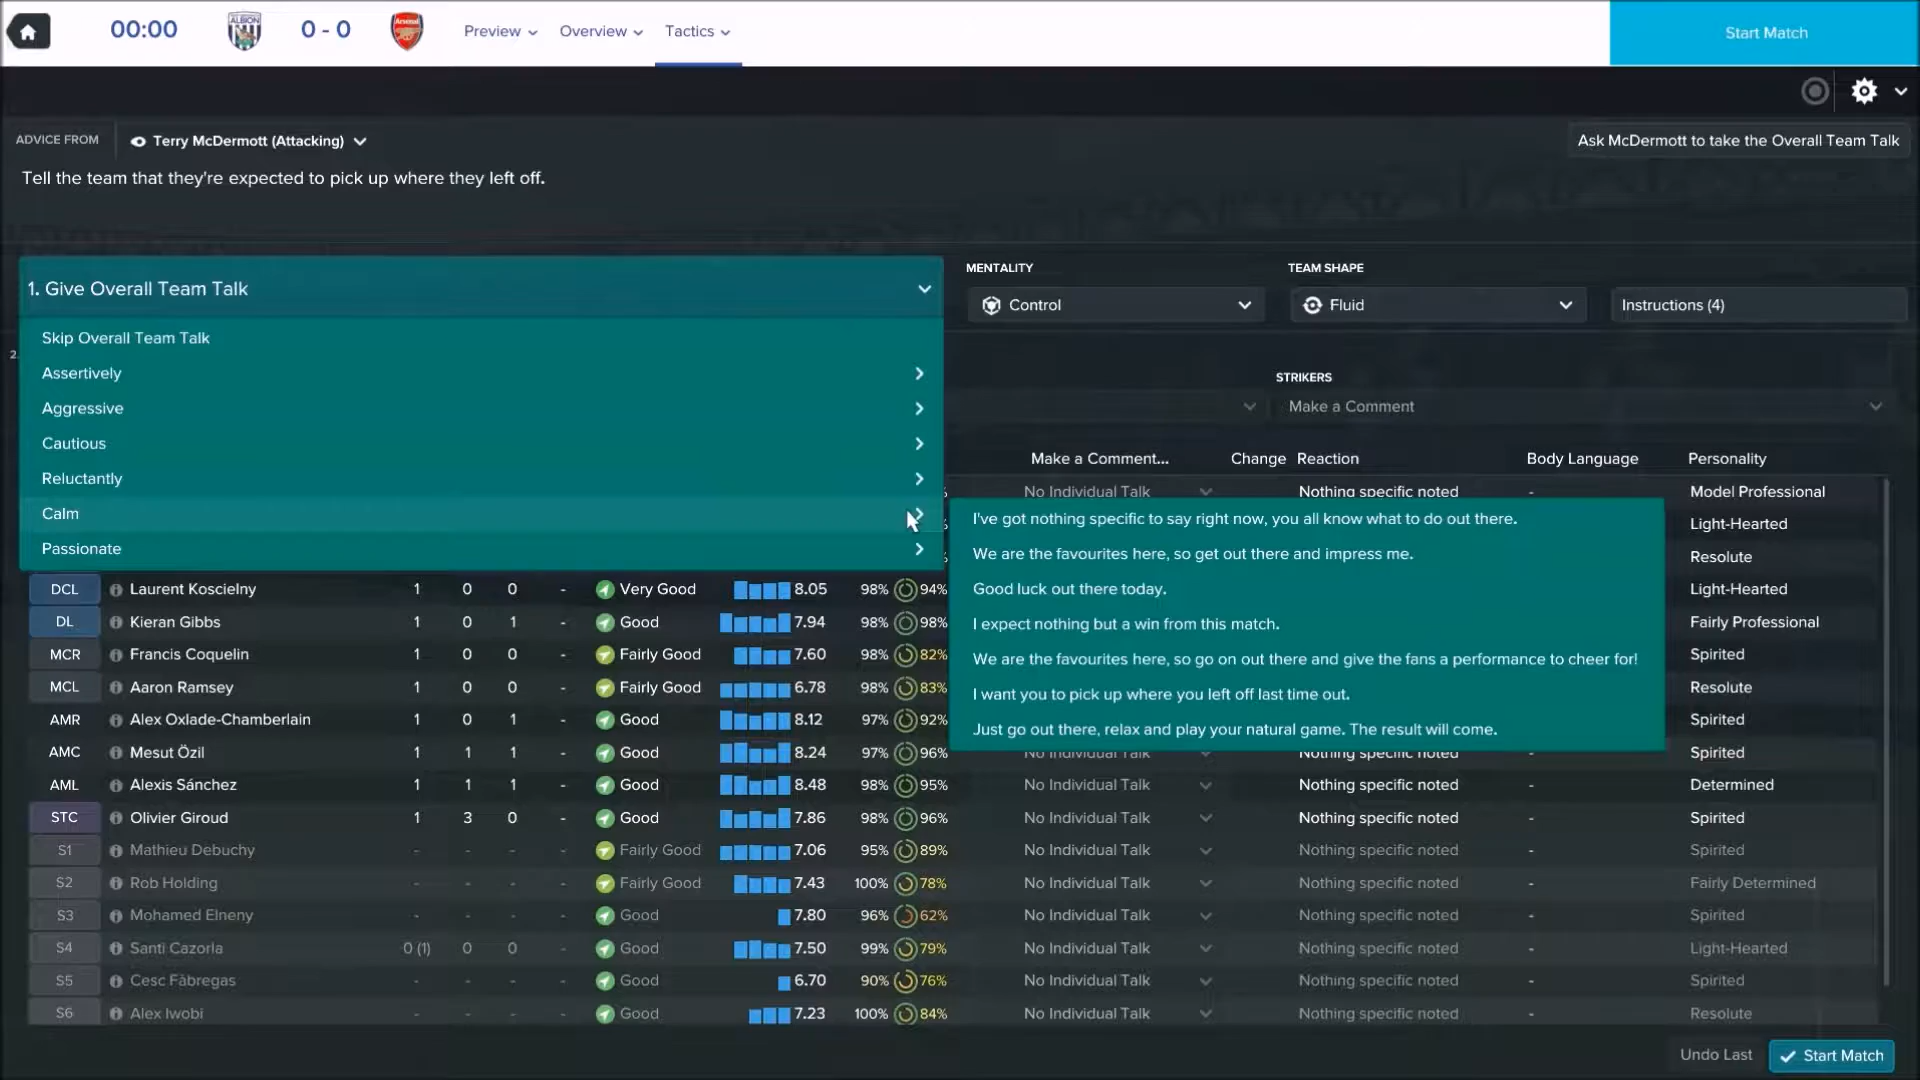 00:00 ALBION 0 - 0 Arsenal Preview Overview Tactics Start Match
ADVICE FROM Terry McDermott (Attacking) Ask McDermott to take the Overall Team Talk
Tell the team that they're expected to pick up where they left off.
1. Give Overall Team Talk
Skip Overall Team Talk
Assertively
Aggressive
Cautious
Reluctantly
Calm
Passionate
2.
MENTALITY TEAM SHAPE
Control Fluid Instructions (4)
STRIKERS
Make a Comment
Make a Comment... Change Reaction Body Language Personality
No Individual Talk Nothing specific noted - Model Professional
Light-Hearted
Resolute
I've got nothing specific to say right now, you all know what to do out there.
We are the favourites here, so get out there and impress me.
Good luck out there today.
I expect nothing but a win from this match.
We are the favourites here, so go on out there and give the fans a performance to cheer for!
I want you to pick up where you left off last time out.
Just go out there, relax and play your natural game. The result will come.
DCL Laurent Koscielny 1 0 0 - Very Good 8.05 98% 94% Light-Hearted
DL Kieran Gibbs 1 0 1 - Good 7.94 98% 98% Fairly Professional
MCR Francis Coquelin 1 0 0 - Fairly Good 7.60 98% 82% Spirited
MCL Aaron Ramsey 1 0 0 - Fairly Good 6.78 98% 83% Resolute
AMR Alex Oxlade-Chamberlain 1 0 1 - Good 8.12 97% 92% Spirited
AMC Mesut Özil 1 1 1 - Good 8.24 97% 96% No Individual Talk Nothing specific noted - Spirited
AML Alexis Sánchez 1 1 1 - Good 8.48 98% 95% No Individual Talk Nothing specific noted - Determined
STC Olivier Giroud 1 3 0 - Good 7.86 98% 96% No Individual Talk Nothing specific noted - Spirited
S1 Mathieu Debuchy - - - - Fairly Good 7.06 95% 89% No Individual Talk Nothing specific noted - Spirited
S2 Rob Holding - - - - Fairly Good 7.43 100% 78% No Individual Talk Nothing specific noted - Fairly Determined
S3 Mohamed Elneny - - - - Good 7.80 96% 62% No Individual Talk Nothing specific noted - Spirited
S4 Santi Cazorla 0 (1) 0 0 - Good 7.50 99% 79% No Individual Talk Nothing specific noted - Light-Hearted
S5 Cesc Fàbregas - - - - Good 6.70 90% 76% No Individual Talk Nothing specific noted - Spirited
S6 Alex Iwobi - - - - Good 7.23 100% 84% No Individual Talk Nothing specific noted - Resolute
Undo Last Start Match